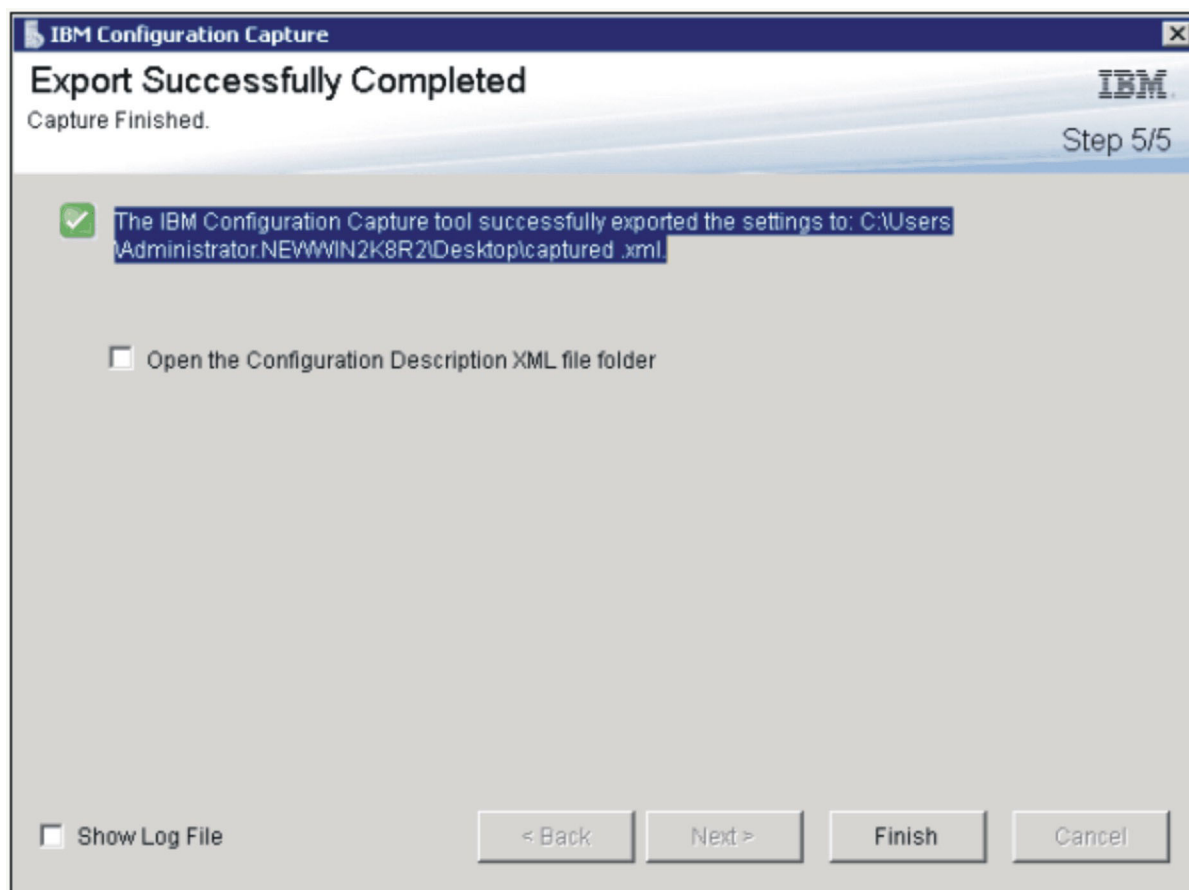 IBM Configuration Capture
Export Successfully Completed
IBM
Capture Finished.
Step 5/5
The IBM Configuration Capture tool successfully exported the settings to: C:\Users
\Administrator.NEWWIN2K8R2\Desktop\captured .xml.
Open the Configuration Description XML file folder
Show Log File
< Back
Next >
Finish
Cancel